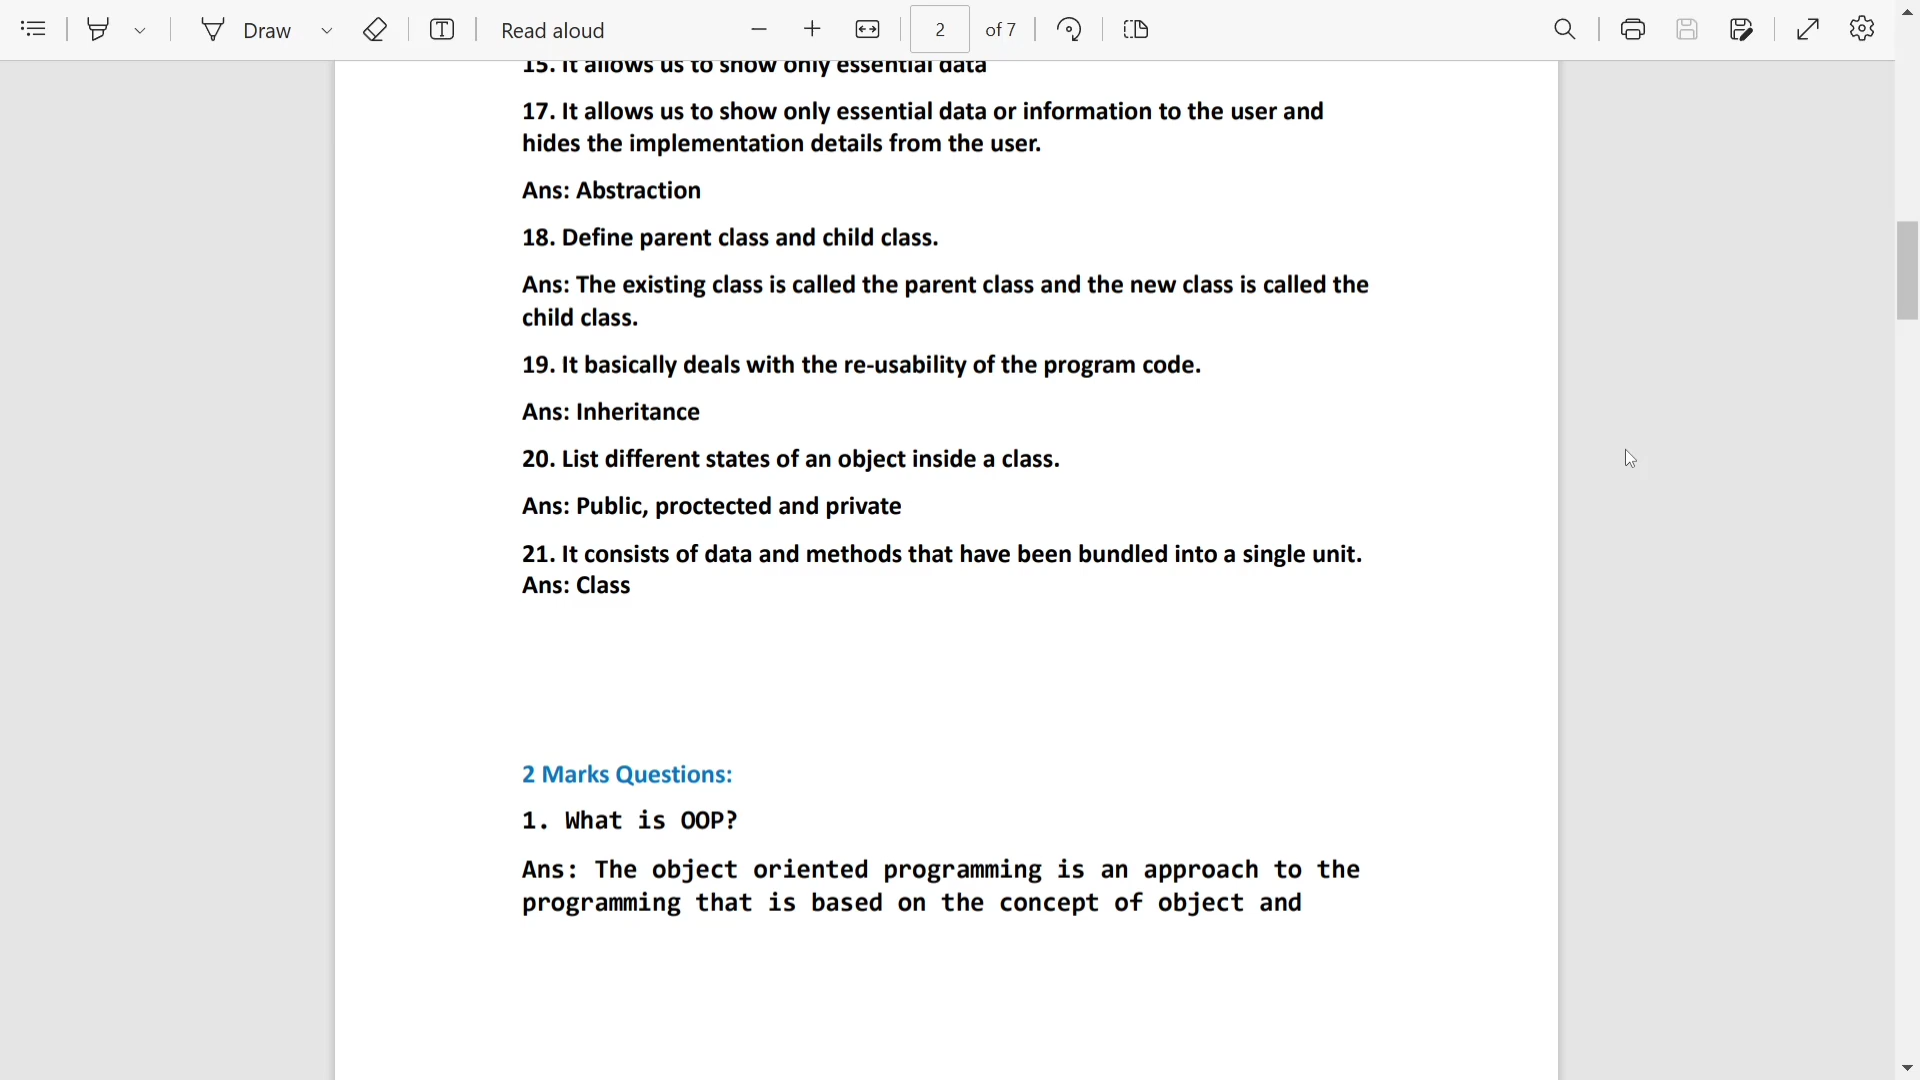 Draw
Read aloud
2
of 7
15. It allows us to show only essential data
17. It allows us to show only essential data or information to the user and
hides the implementation details from the user.
Ans: Abstraction
18. Define parent class and child class.
Ans: The existing class is called the parent class and the new class is called the
child class.
19. It basically deals with the re-usability of the program code.
Ans: Inheritance
20. List different states of an object inside a class.
Ans: Public, proctected and private
21. It consists of data and methods that have been bundled into a single unit.
Ans: Class
2 Marks Questions:
1. What is OOP?
Ans: The object oriented programming is an approach to the
programming that is based on the concept of object and